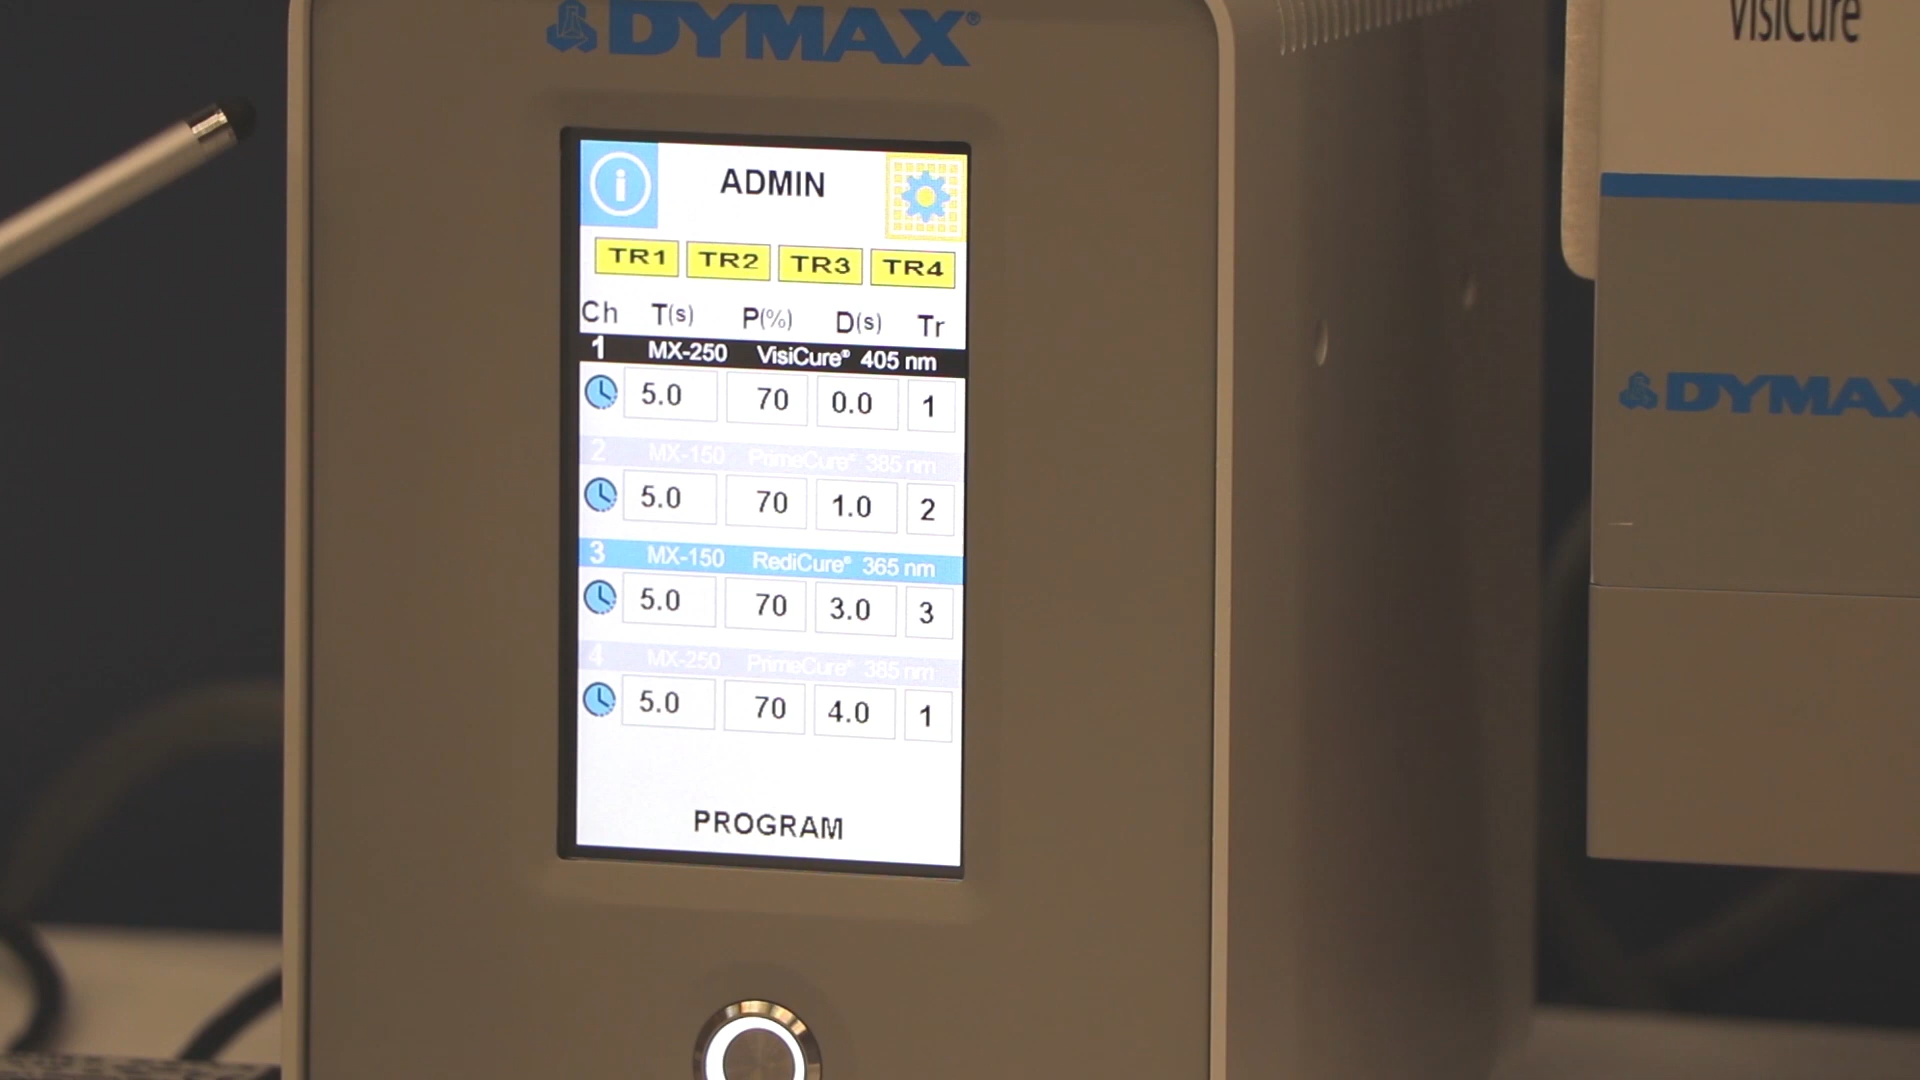 DYMAX®
VisiCure
i ADMIN
TR1 TR2 TR3 TR4
Ch T(s) P(%) D(s) Tr
1 MX-250 VisiCure® 405 nm
5.0 70 0.0 1
2 MX-150 PrimeCure® 385 nm
5.0 70 1.0 2
3 MX-150 RediCure® 365 nm
5.0 70 3.0 3
4 MX-250 PrimeCure® 385 nm
5.0 70 4.0 1
PROGRAM
DYMAX